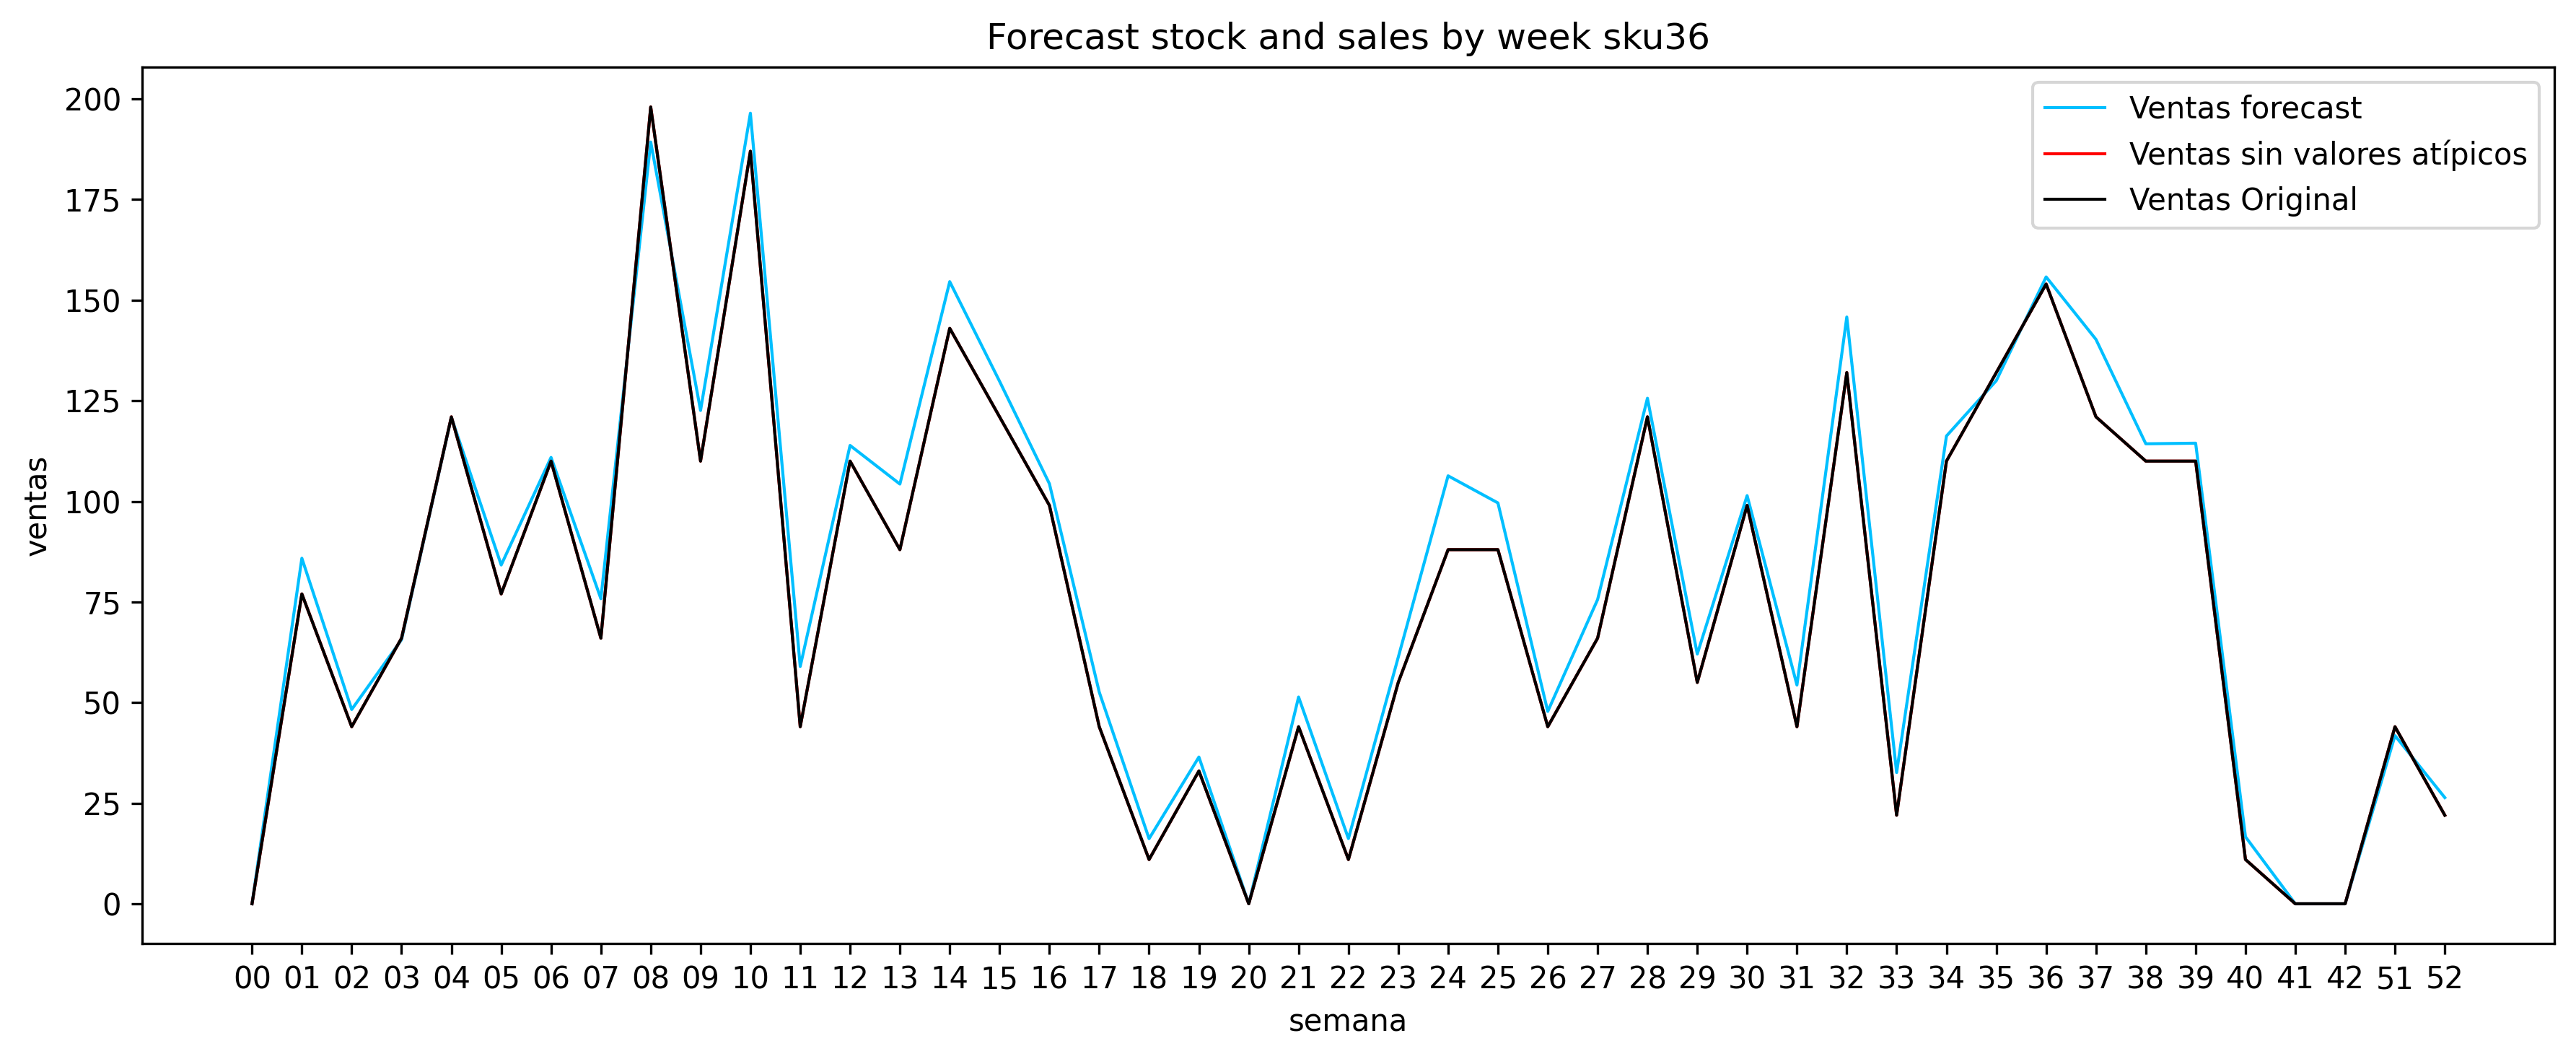 Forecast stock and sales by week sku36
Ventas forecast
Ventas sin valores atípicos
Ventas Original
200
175
150
125
100
75
50
25
0
ventas
00 01 02 03 04 05 06 07 08 09 10 11 12 13 14 15 16 17 18 19 20 21 22 23 24 25 26 27 28 29 30 31 32 33 34 35 36 37 38 39 40 41 42 51 52
semana